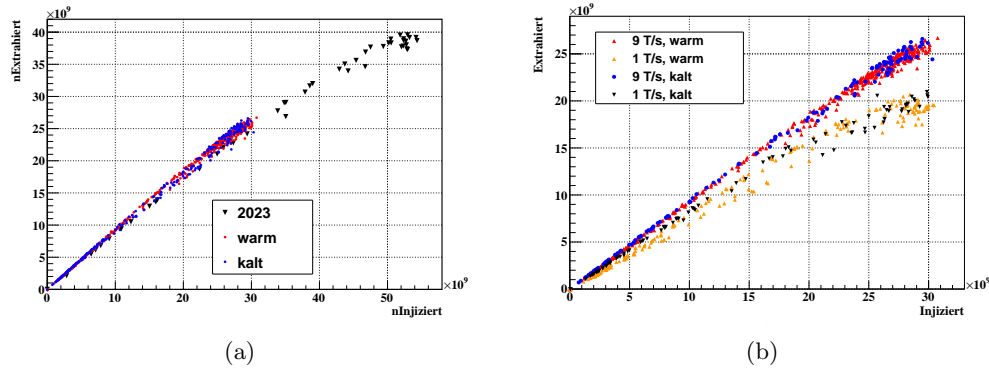 ×10⁹
nExtrahiert
40
35
30
25
20
15
10
5
0
2023
warm
kalt
0 10 20 30 40 50
×10⁹
nInjiziert
(a)
×10⁹
Extrahiert
25
20
15
10
5
0
9 T/s, warm
1 T/s, warm
9 T/s, kalt
1 T/s, kalt
0 5 10 15 20 25 30
×10⁹
Injiziert
(b)